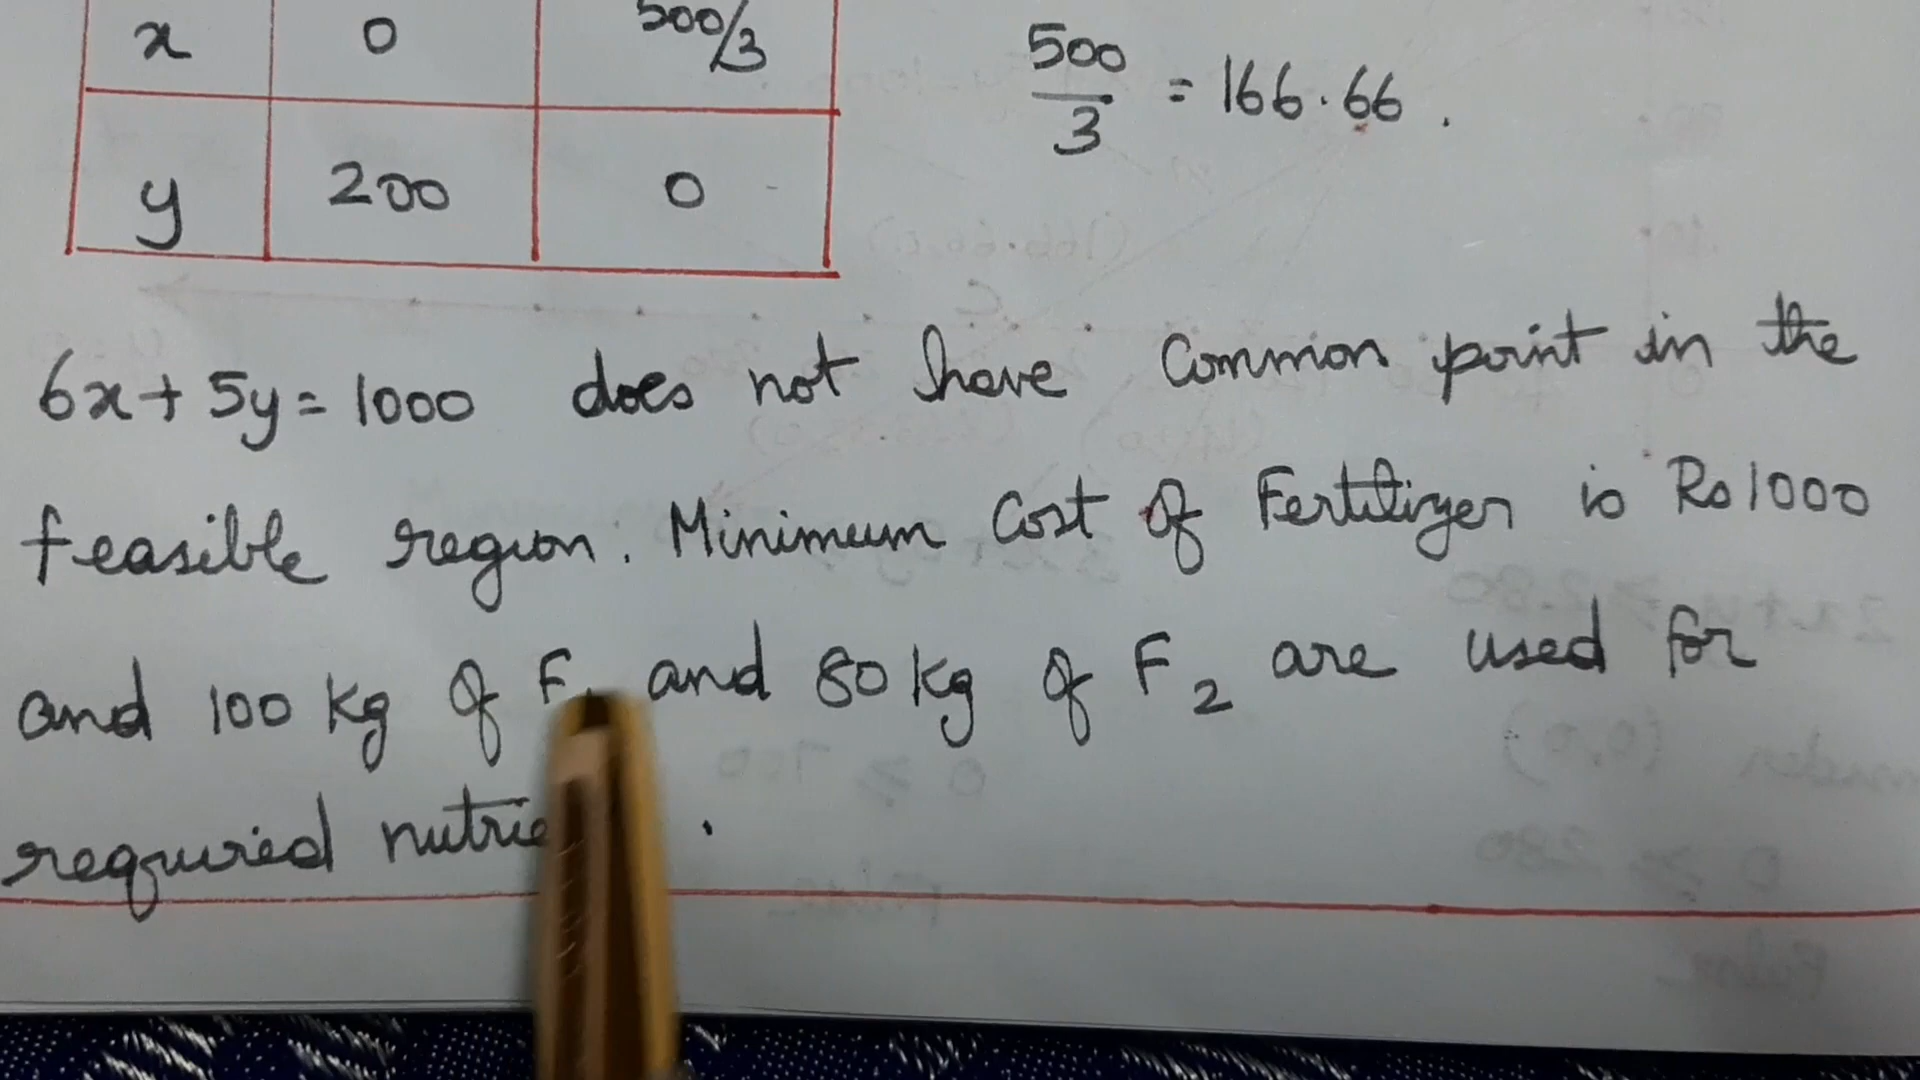 x 0 500/3
500/3 = 166.66.
y 200 0
6x+5y=1000 does not have Common point in the
feasible region. Minimum Cost of Fertilizer is Rs 1000
and 100 kg of F and 80 kg of F2 are used for
required